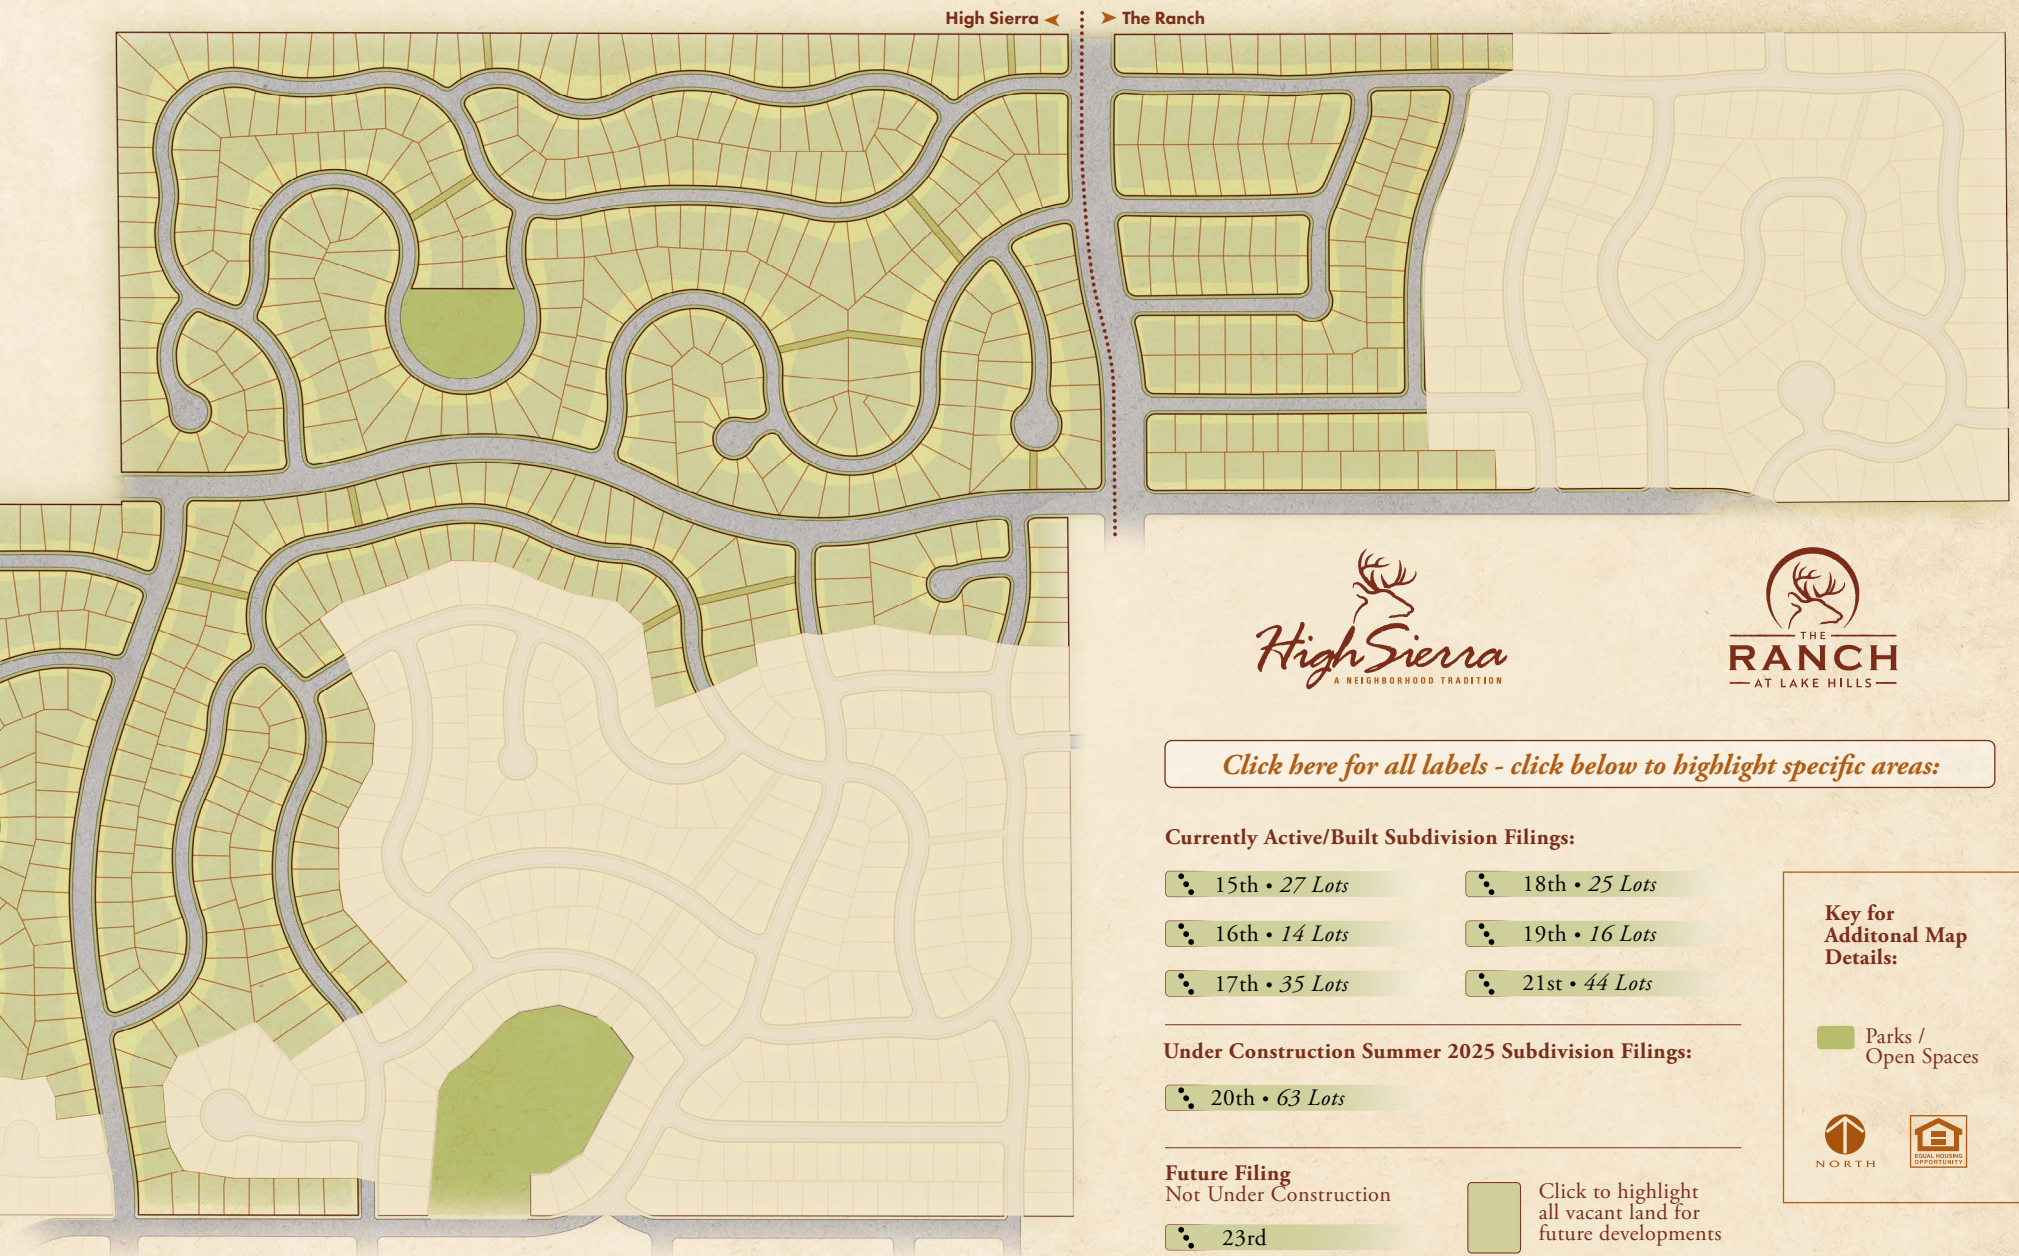 High Sierra
The Ranch
High Sierra
A NEIGHBORHOOD TRADITION
THE
RANCH
AT LAKE HILLS
Click here for all labels - click below to highlight specific areas:
Currently Active/Built Subdivision Filings:
15th • 27 Lots
18th • 25 Lots
16th • 14 Lots
19th • 16 Lots
17th • 35 Lots
21st • 44 Lots
Under Construction Summer 2025 Subdivision Filings:
20th • 63 Lots
Future Filing
Not Under Construction
23rd
Click to highlight
all vacant land for
future developments
Key for
Additonal Map
Details:
Parks /
Open Spaces
NORTH
EQUAL HOUSING
OPPORTUNITY